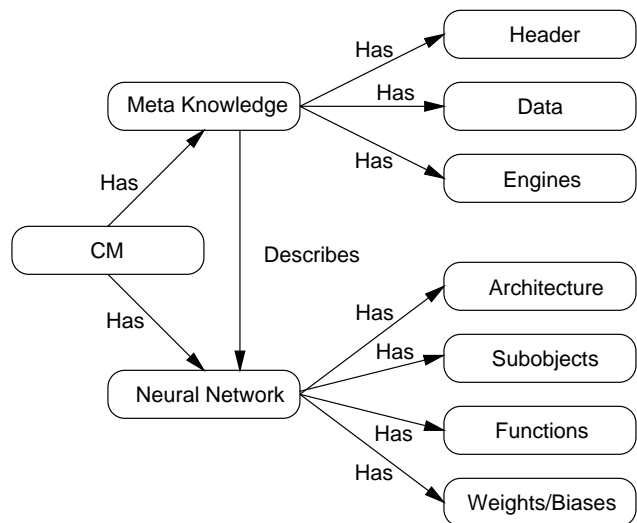 Has
Header
Meta Knowledge
Has
Data
Has
Engines
Has
CM
Describes
Has
Has
Architecture
Has
Subobjects
Neural Network
Has
Functions
Has
Weights/Biases